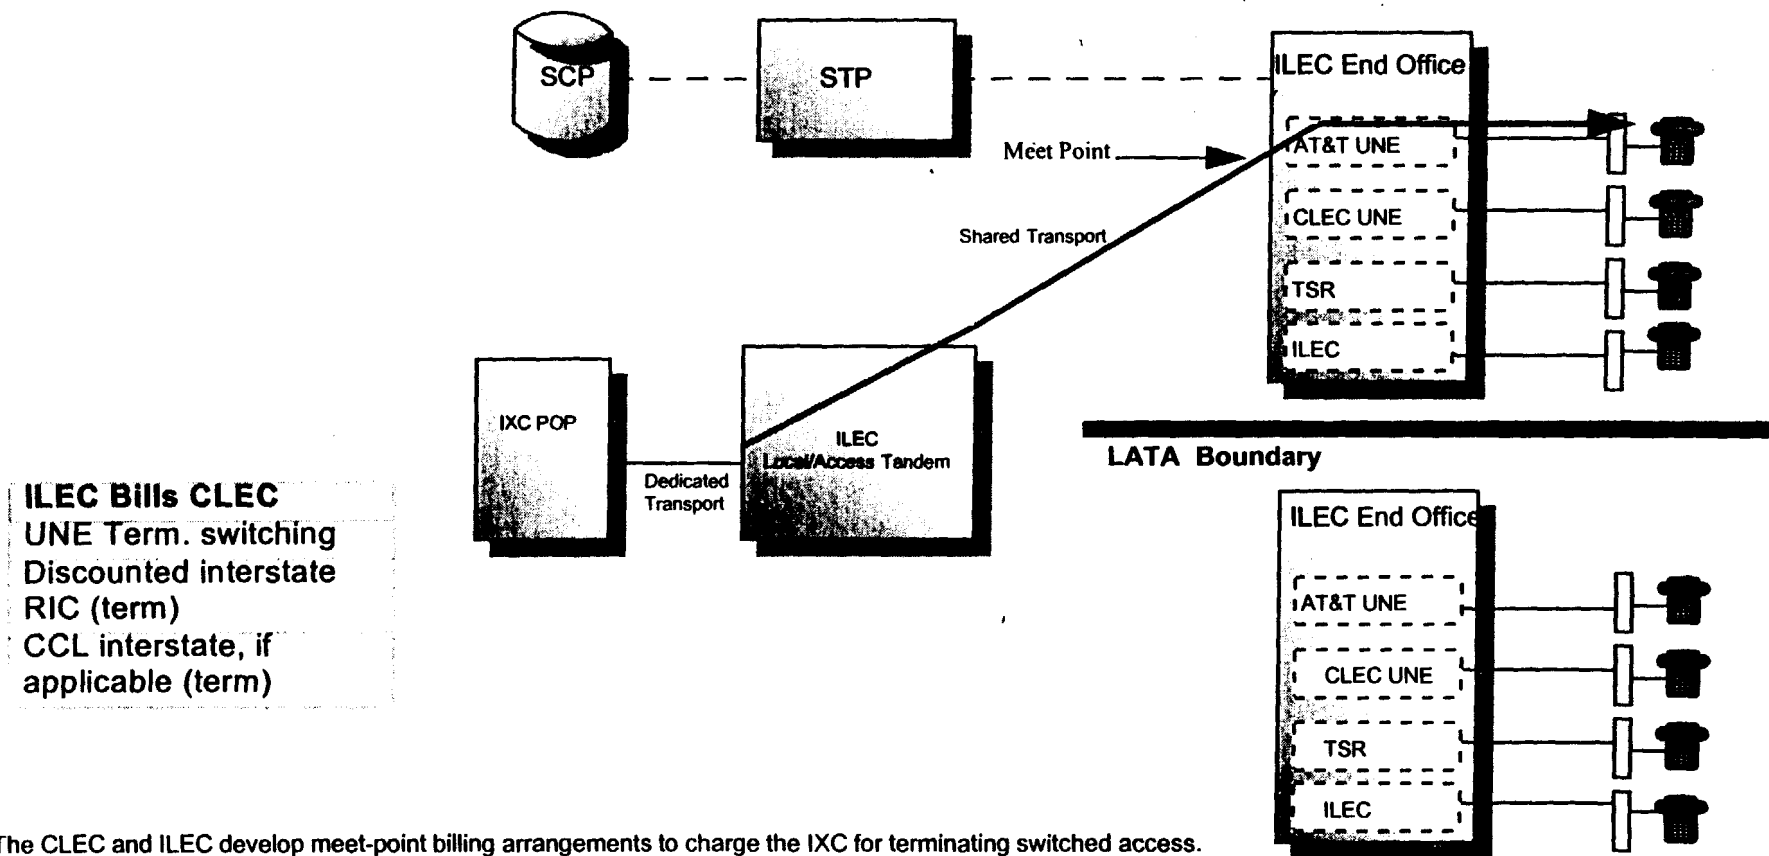 SCP
STP
ILEC End Office
AT&T UNE
Meet Point
CLEC UNE
Shared Transport
TSR
ILEC
IXC POP
ILEC
Local/Access Tandem
Dedicated
Transport
LATA Boundary
ILEC Bills CLEC
UNE Term. switching
Discounted interstate
RIC (term)
CCL interstate, if
applicable (term)
ILEC End Office
AT&T UNE
CLEC UNE
TSR
ILEC
The CLEC and ILEC develop meet-point billing arrangements to charge the IXC for terminating switched access.